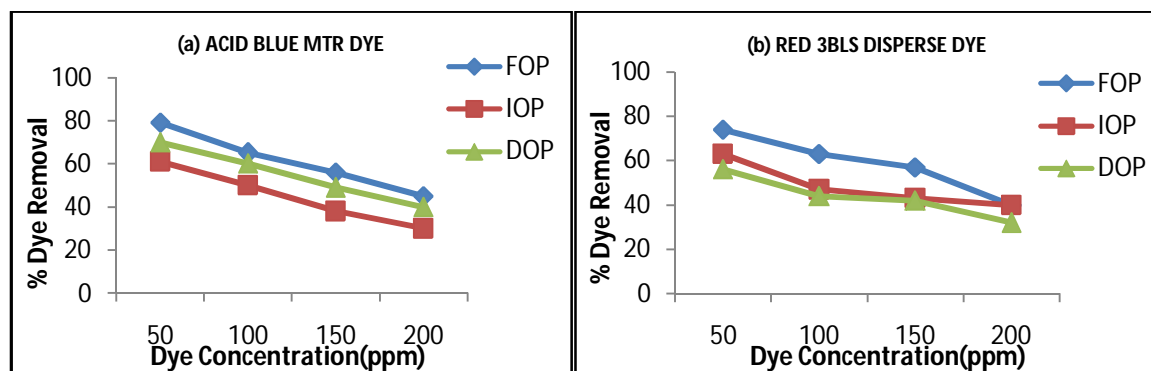 (a) ACID BLUE MTR DYE
FOP
IOP
DOP
100
80
60
40
20
0
% Dye Removal
50 100 150 200
Dye Concentration(ppm)
(b) RED 3BLS DISPERSE DYE
FOP
IOP
DOP
100
80
60
40
20
0
% Dye Removal
50 100 150 200
Dye Concentration(ppm)